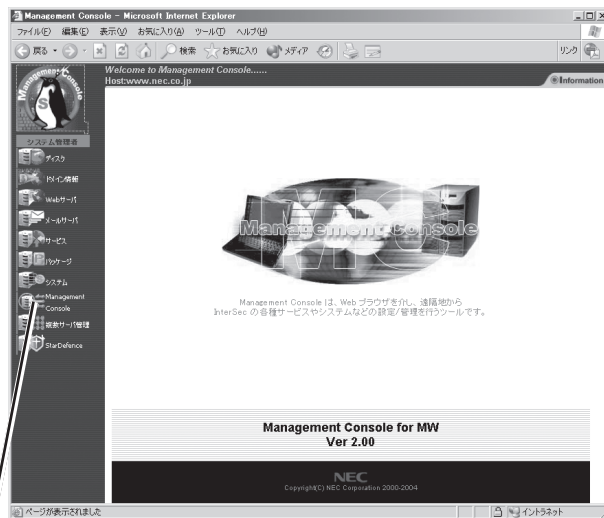 Management Console - Microsoft Internet Explorer
ファイル(F) 編集(E) 表示(V) お気に入り(A) ツール(T) ヘルプ(H)
戻る 検索 お気に入り メディア リンク
Management Console
S
Welcome to Management Console......
Host:www.nec.co.jp
Information
システム管理者
ディスク
ドメイン情報
Webサーバ
メールサーバ
サービス
パッケージ
システム
Management
Console
複数サーバ管理
StarDefence
MC
Management Console
Management Console は、Web ブラウザを介し、遠隔地から
InterSec の各種サービスやシステムなどの設定/管理を行うツールです。
Management Console for MW
Ver 2.00
NEC
Copyright(C) NEC Corporation 2000-2004
ページが表示されました
イントラネット